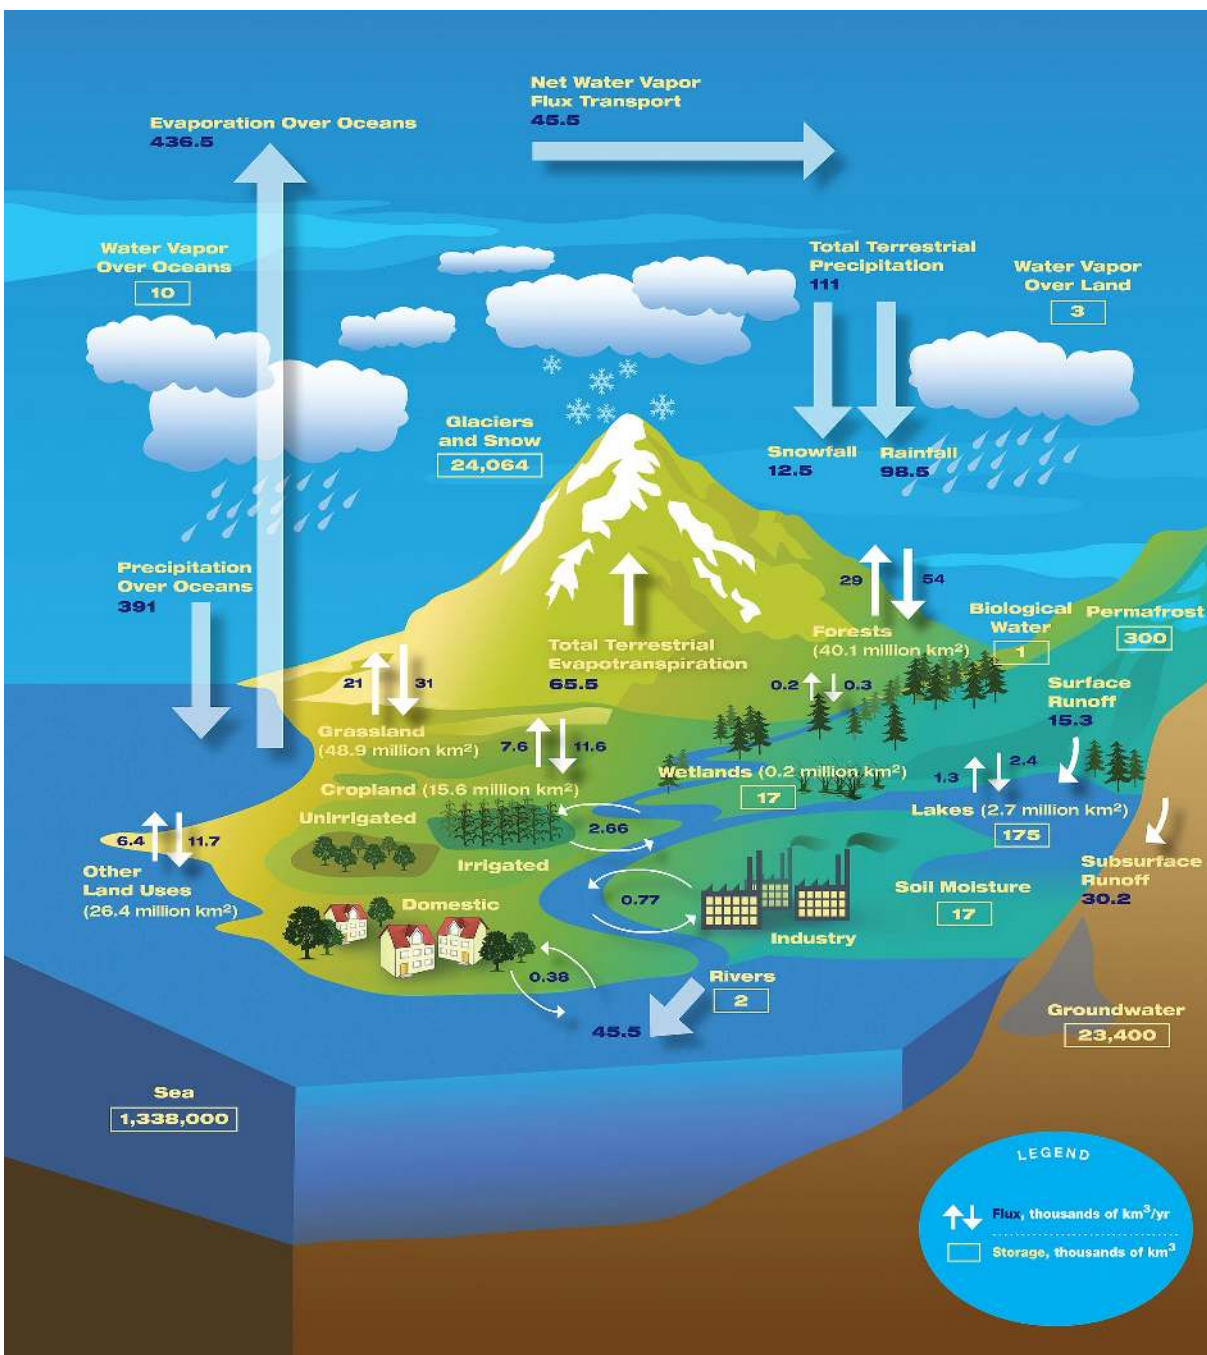 Net Water Vapor
Flux Transport
45.5
Evaporation Over Oceans
436.5
Water Vapor
Over Oceans
10
Total Terrestrial
Precipitation
111
Water Vapor
Over Land
3
Glaciers
and Snow
24,064
Snowfall
12.5
Rainfall
98.5
Precipitation
Over Oceans
391
29
54
Forests
(40.1 million km²)
Biological
Water
1
Permafrost
300
Total Terrestrial
Evapotranspiration
65.5
21
31
Grassland
(48.9 million km²)
0.2
0.3
Surface
Runoff
15.3
7.6
11.6
Wetlands (0.2 million km²)
17
1.3
2.4
Cropland (15.6 million km²)
Lakes (2.7 million km²)
175
Unirrigated
2.66
Irrigated
6.4
11.7
Other
Land Uses
(26.4 million km²)
Subsurface
Runoff
30.2
Soil Moisture
17
0.77
Industry
Domestic
0.38
Rivers
2
45.5
Groundwater
23,400
Sea
1,338,000
LEGEND
Flux, thousands of km³/yr
Storage, thousands of km³